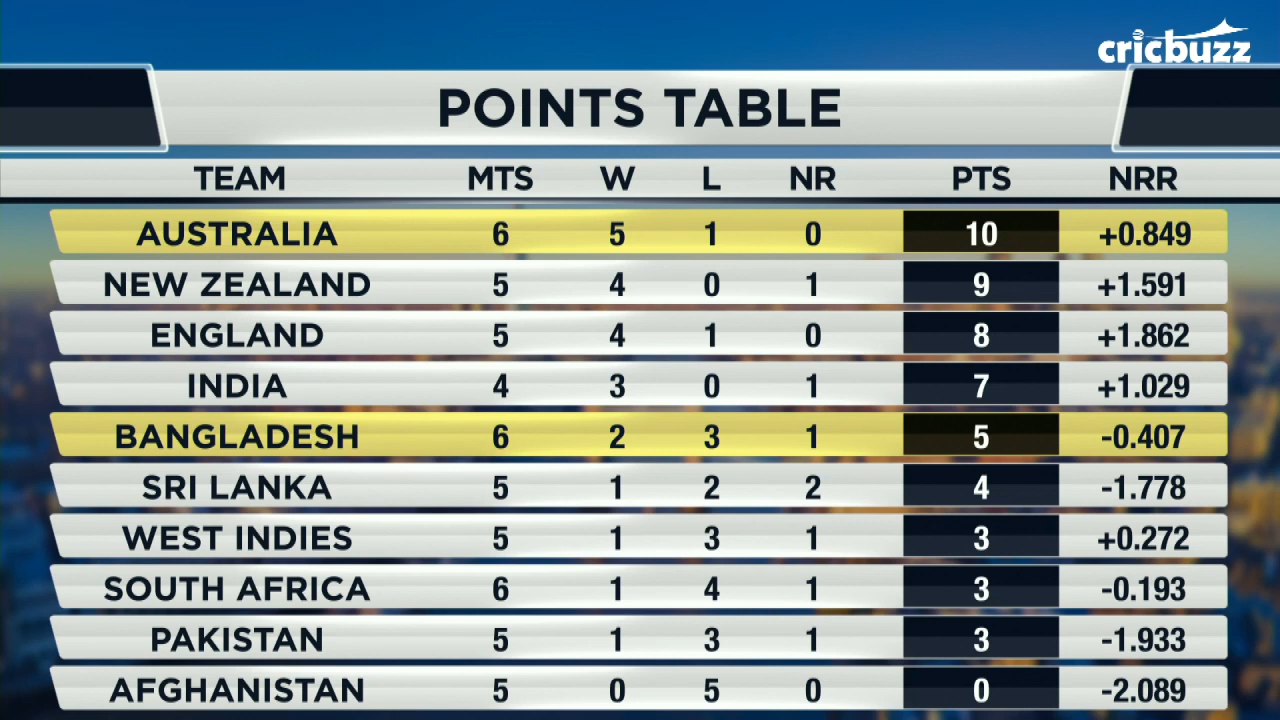 cricbuzz
POINTS TABLE
TEAM MTS W L NR PTS NRR
AUSTRALIA 6 5 1 0 10 +0.849
NEW ZEALAND 5 4 0 1 9 +1.591
ENGLAND 5 4 1 0 8 +1.862
INDIA 4 3 0 1 7 +1.029
BANGLADESH 6 2 3 1 5 -0.407
SRI LANKA 5 1 2 2 4 -1.778
WEST INDIES 5 1 3 1 3 +0.272
SOUTH AFRICA 6 1 4 1 3 -0.193
PAKISTAN 5 1 3 1 3 -1.933
AFGHANISTAN 5 0 5 0 0 -2.089